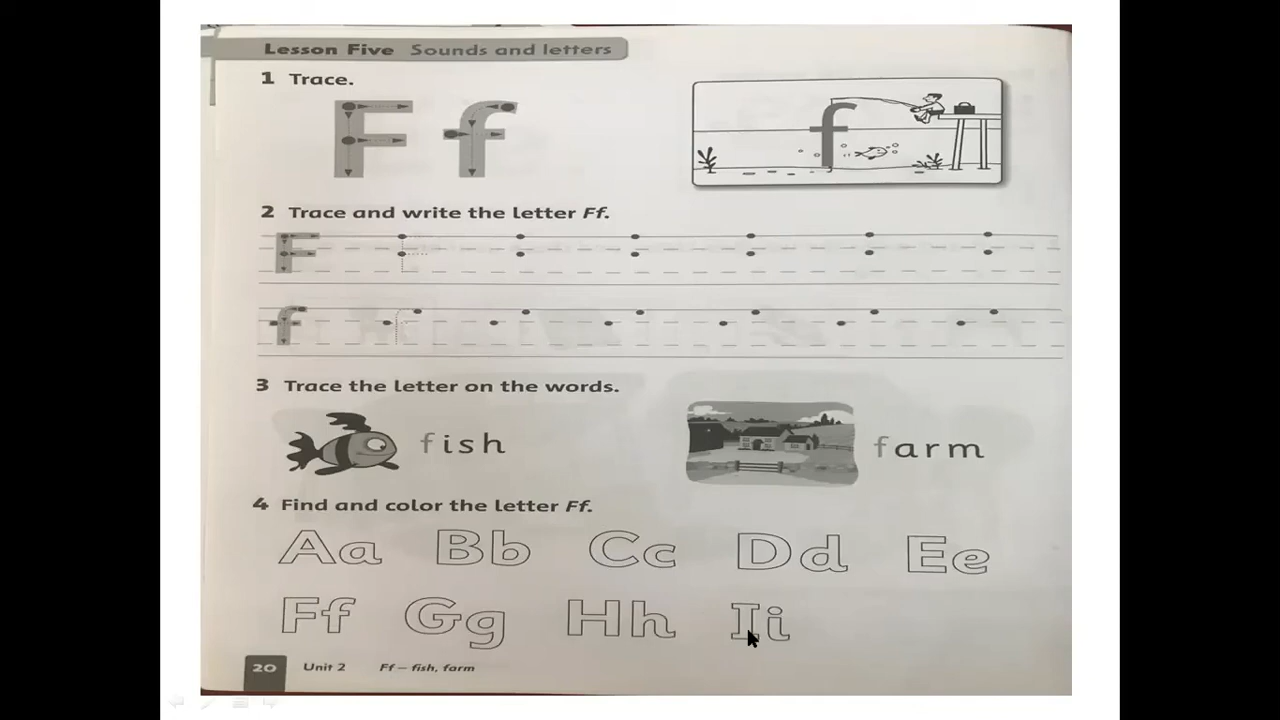 Lesson Five Sounds and letters
1 Trace.
F f
f
2 Trace and write the letter Ff.
F
f
3 Trace the letter on the words.
fish
farm
4 Find and color the letter Ff.
Aa Bb Cc Dd Ee
Ff Gg Hh Ii
20 Unit 2 Ff – fish, farm